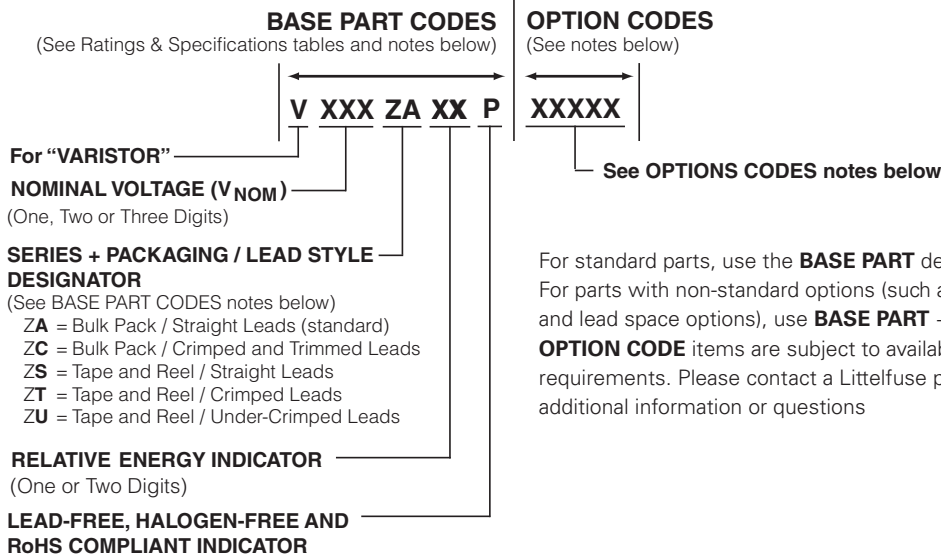 BASE PART CODES
(See Ratings & Specifications tables and notes below)
OPTION CODES
(See notes below)
V XXX ZA XX P XXXXX
For “VARISTOR”
See OPTIONS CODES notes below
NOMINAL VOLTAGE (VNOM)
(One, Two or Three Digits)
SERIES + PACKAGING / LEAD STYLE
DESIGNATOR
(See BASE PART CODES notes below)
ZA = Bulk Pack / Straight Leads (standard)
ZC = Bulk Pack / Crimped and Trimmed Leads
ZS = Tape and Reel / Straight Leads
ZT = Tape and Reel / Crimped Leads
ZU = Tape and Reel / Under-Crimped Leads
RELATIVE ENERGY INDICATOR
(One or Two Digits)
LEAD-FREE, HALOGEN-FREE AND
RoHS COMPLIANT INDICATOR
For standard parts, use the BASE PART
For parts with non-standard options (such
and lead space options), use BASE PART
OPTION CODE items are subject to
requirements. Please contact a Littelfuse
additional information or questions